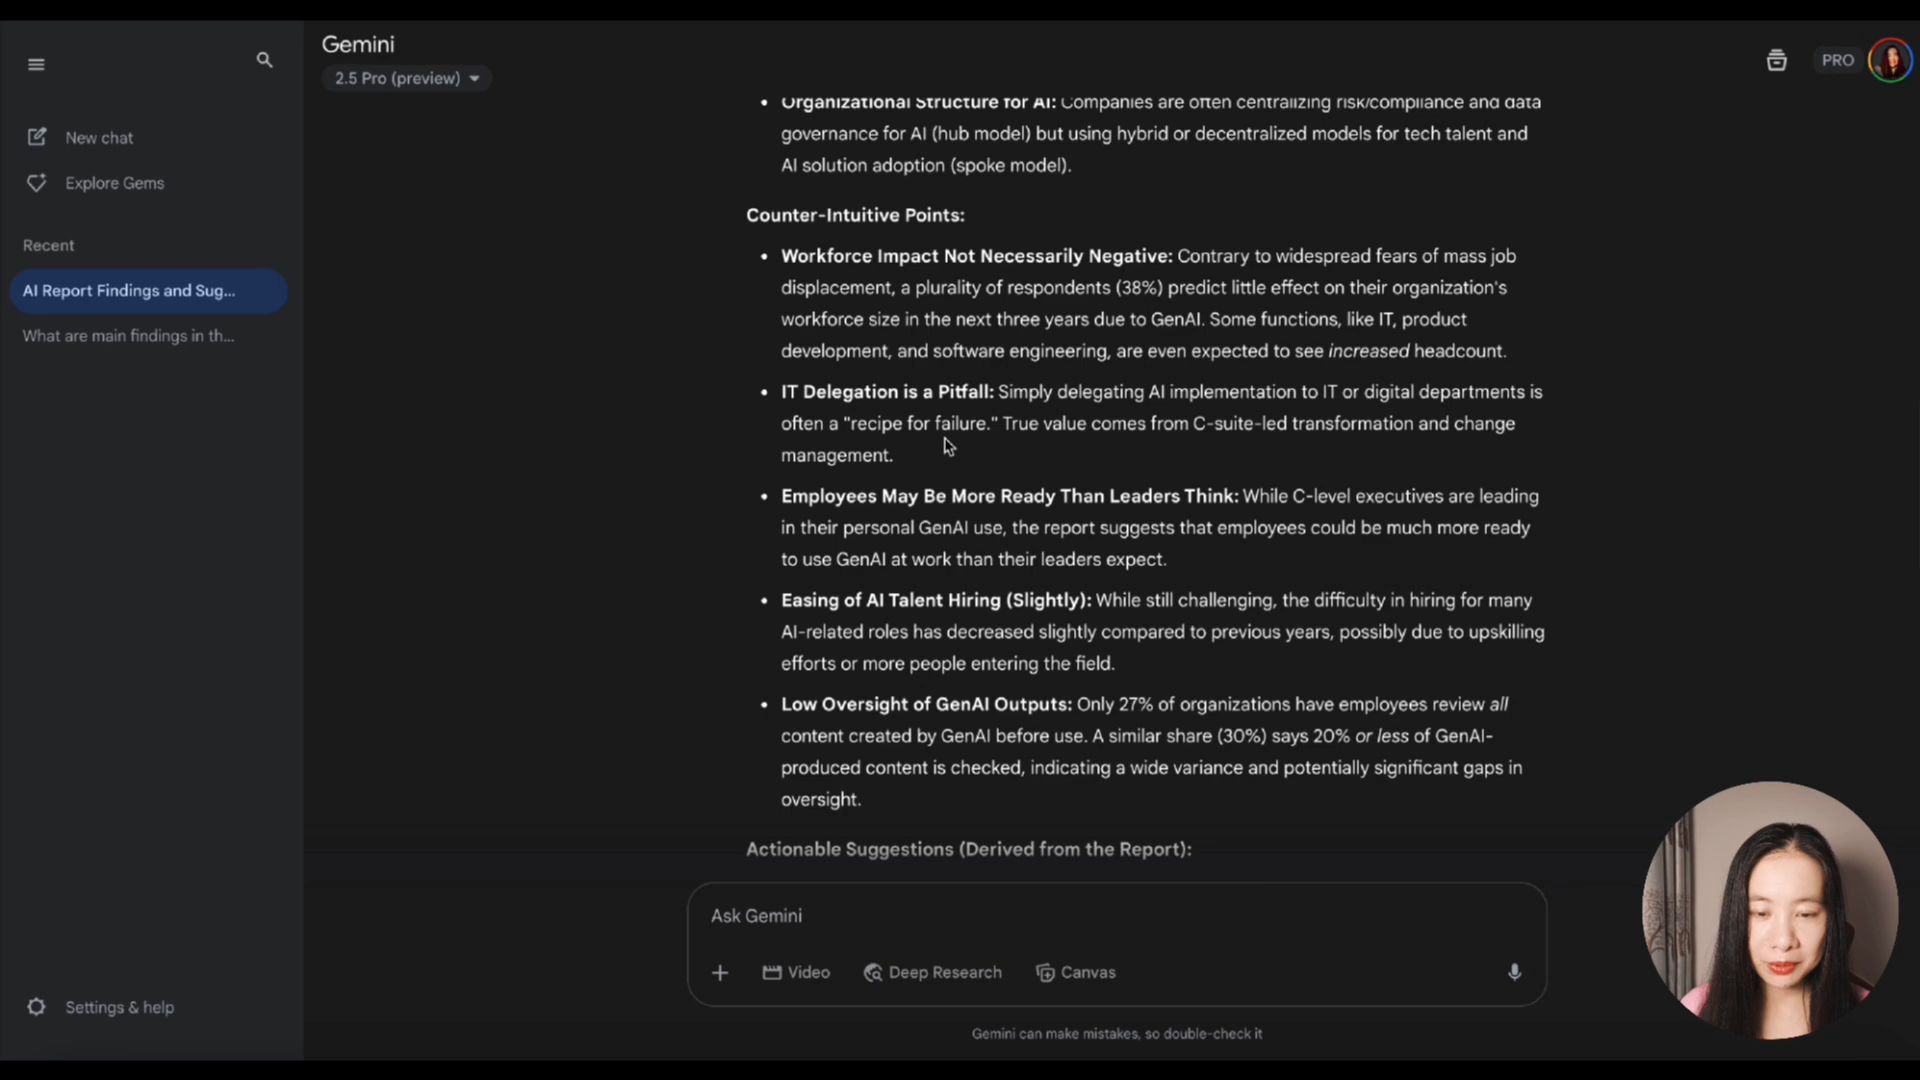 Gemini
2.5 Pro (preview)
PRO
New chat
Explore Gems
Recent
AI Report Findings and Sug...
What are main findings in th...
Settings & help
• Organizational Structure for AI: Companies are often centralizing risk/compliance and data
governance for AI (hub model) but using hybrid or decentralized models for tech talent and
AI solution adoption (spoke model).
Counter-Intuitive Points:
• Workforce Impact Not Necessarily Negative: Contrary to widespread fears of mass job
displacement, a plurality of respondents (38%) predict little effect on their organization's
workforce size in the next three years due to GenAI. Some functions, like IT, product
development, and software engineering, are even expected to see increased headcount.
• IT Delegation is a Pitfall: Simply delegating AI implementation to IT or digital departments is
often a "recipe for failure." True value comes from C-suite-led transformation and change
management.
• Employees May Be More Ready Than Leaders Think: While C-level executives are leading
in their personal GenAI use, the report suggests that employees could be much more ready
to use GenAI at work than their leaders expect.
• Easing of AI Talent Hiring (Slightly): While still challenging, the difficulty in hiring for many
AI-related roles has decreased slightly compared to previous years, possibly due to upskilling
efforts or more people entering the field.
• Low Oversight of GenAI Outputs: Only 27% of organizations have employees review all
content created by GenAI before use. A similar share (30%) says 20% or less of GenAI-
produced content is checked, indicating a wide variance and potentially significant gaps in
oversight.
Actionable Suggestions (Derived from the Report):
Ask Gemini
Video
Deep Research
Canvas
Gemini can make mistakes, so double-check it